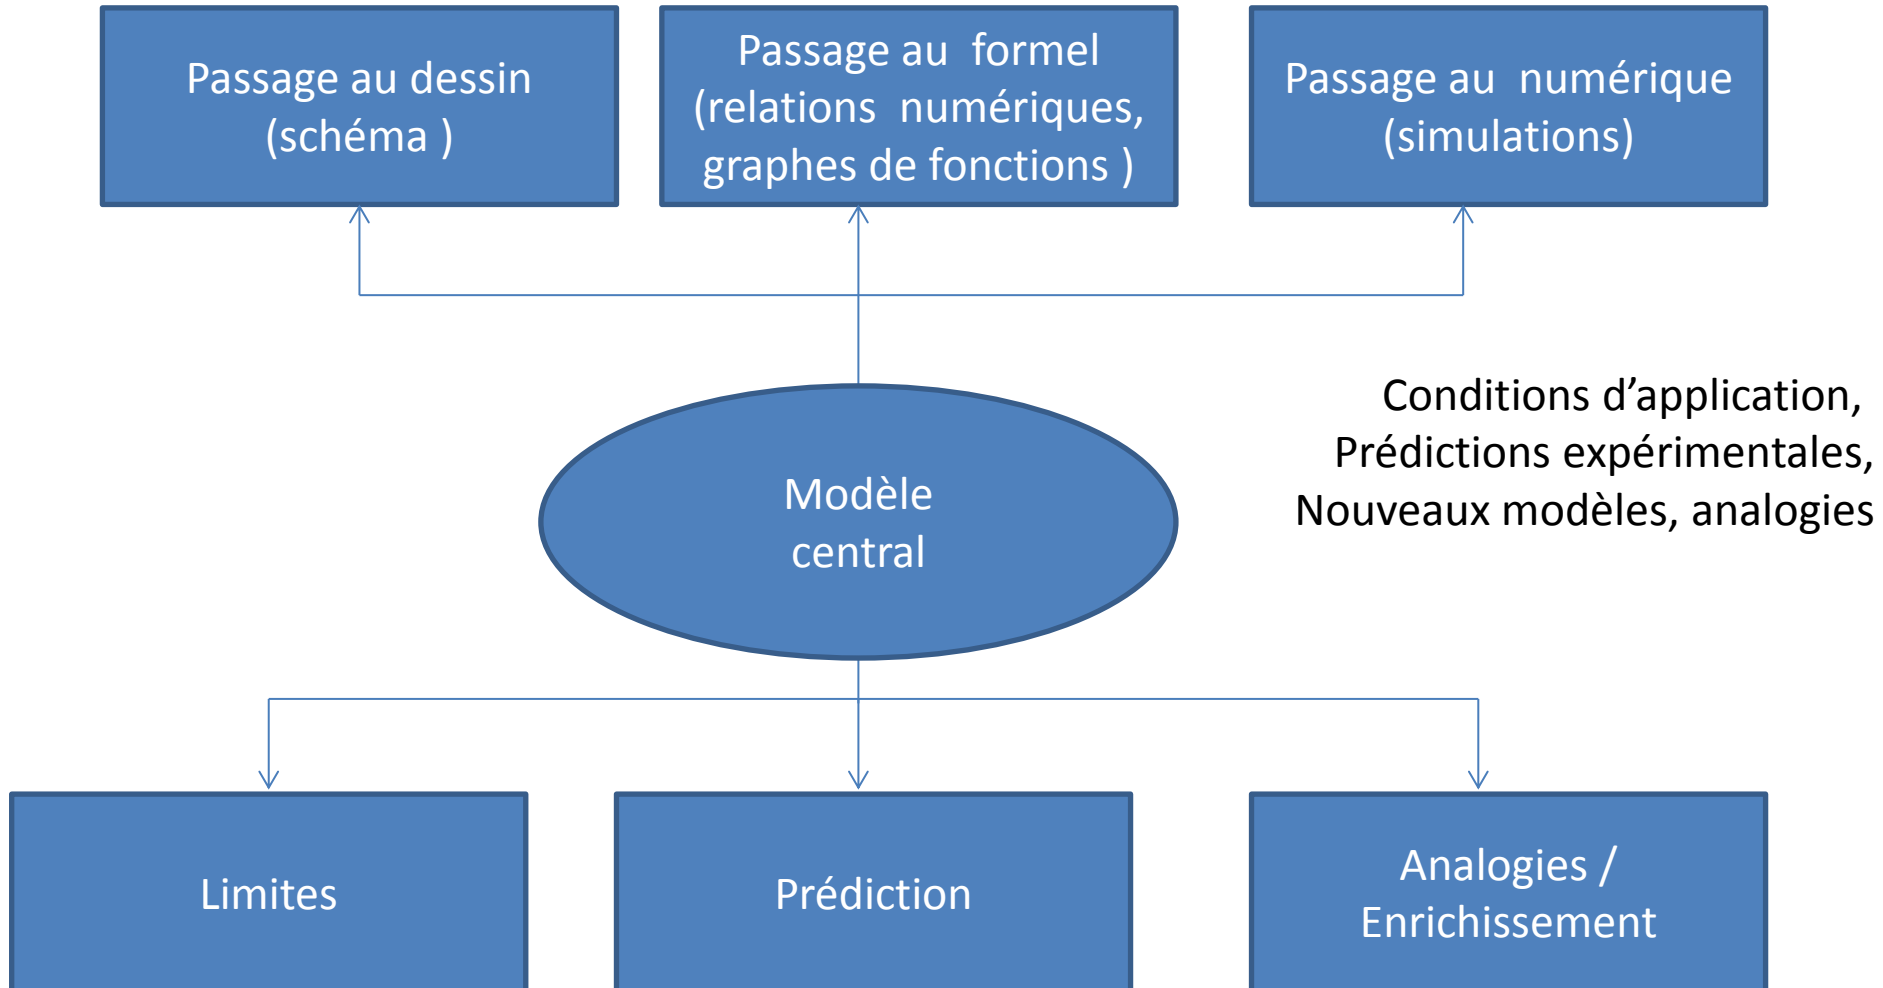 Passage au dessin
(schéma )
Passage au  formel
(relations  numériques,
graphes de fonctions )
Passage au  numérique
(simulations)
Conditions d’application,
Prédictions expérimentales,
Nouveaux modèles, analogies
Modèle
central
Limites
Prédiction
Analogies /
Enrichissement